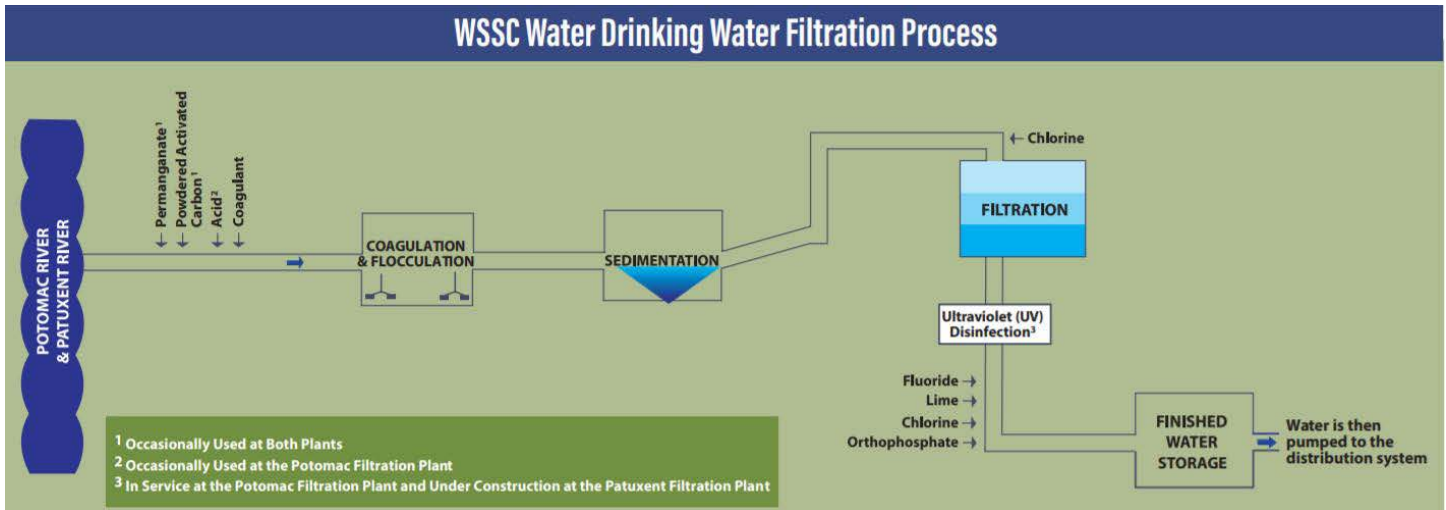 WSSC Water Drinking Water Filtration Process
POTOMAC RIVER
& PATUXENT RIVER
Permanganate¹
Powdered Activated
Carbon¹
Acid²
Coagulant
COAGULATION
& FLOCCULATION
SEDIMENTATION
Chlorine
FILTRATION
Ultraviolet (UV)
Disinfection³
Fluoride
Lime
Chlorine
Orthophosphate
FINISHED
WATER
STORAGE
Water is then
pumped to the
distribution system
¹ Occasionally Used at Both Plants
² Occasionally Used at the Potomac Filtration Plant
³ In Service at the Potomac Filtration Plant and Under Construction at the Patuxent Filtration Plant